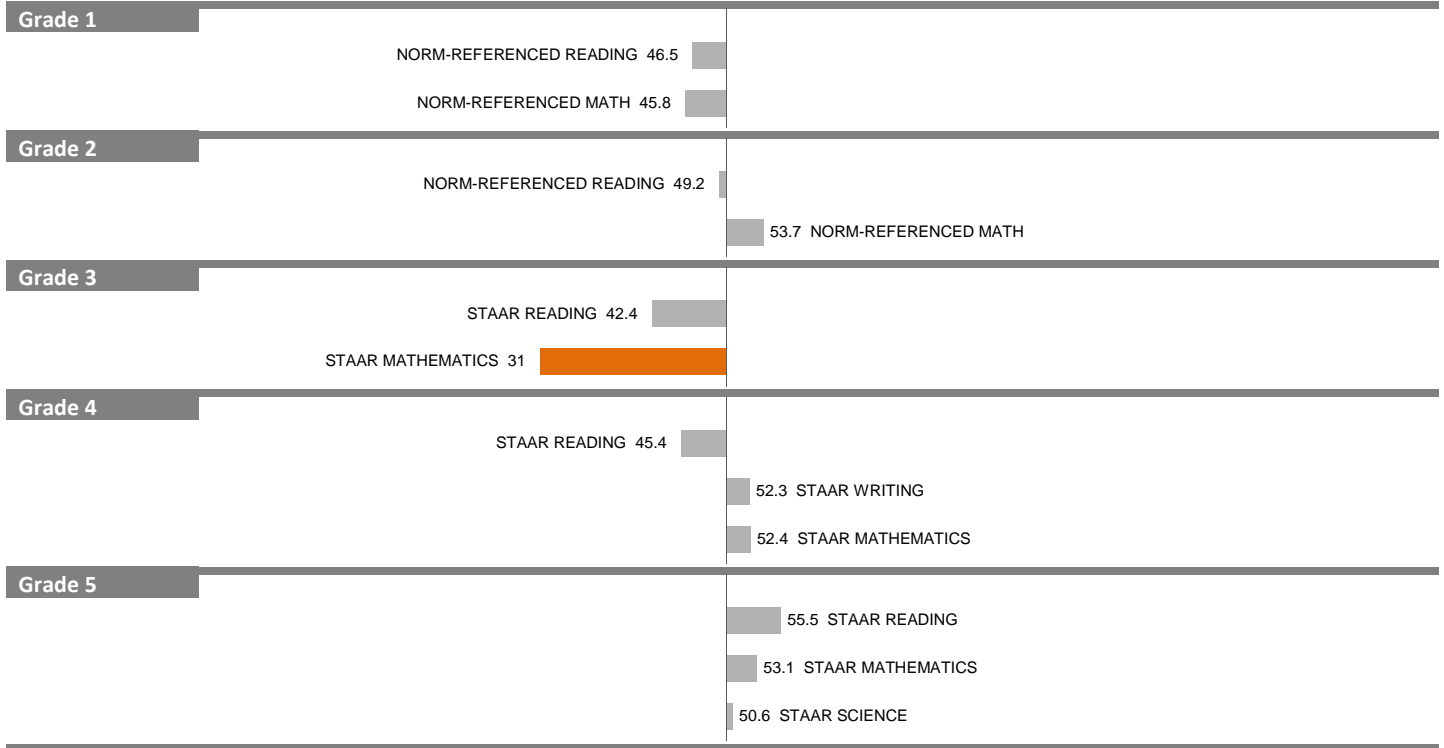 Grade 1
NORM-REFERENCED READING 46.5
NORM-REFERENCED MATH 45.8
Grade 2
NORM-REFERENCED READING 49.2
53.7 NORM-REFERENCED MATH
Grade 3
STAAR READING 42.4
STAAR MATHEMATICS 31
Grade 4
STAAR READING 45.4
52.3 STAAR WRITING
52.4 STAAR MATHEMATICS
Grade 5
55.5 STAAR READING
53.1 STAAR MATHEMATICS
50.6 STAAR SCIENCE